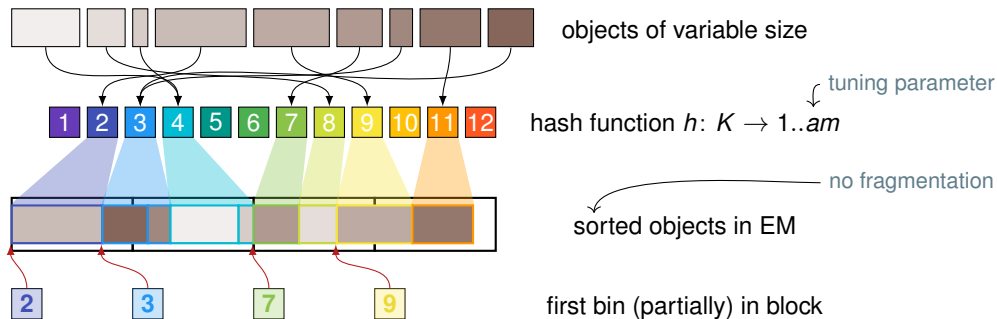 objects of variable size
tuning parameter
1 2 3 4 5 6 7 8 9 10 11 12
hash function h: K → 1..am
no fragmentation
sorted objects in EM
2 3 7 9
first bin (partially) in block